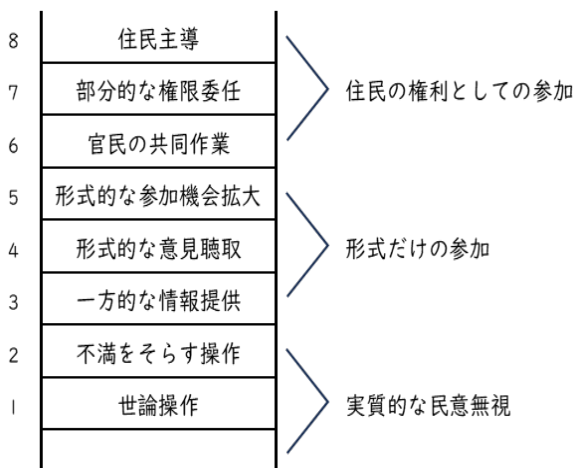 8 住民主導
7 部分的な権限委任
住民の権利としての参加
6 官民の共同作業
5 形式的な参加機会拡大
4 形式的な意見聴取
形式だけの参加
3 一方的な情報提供
2 不満をそらす操作
1 世論操作
実質的な民意無視